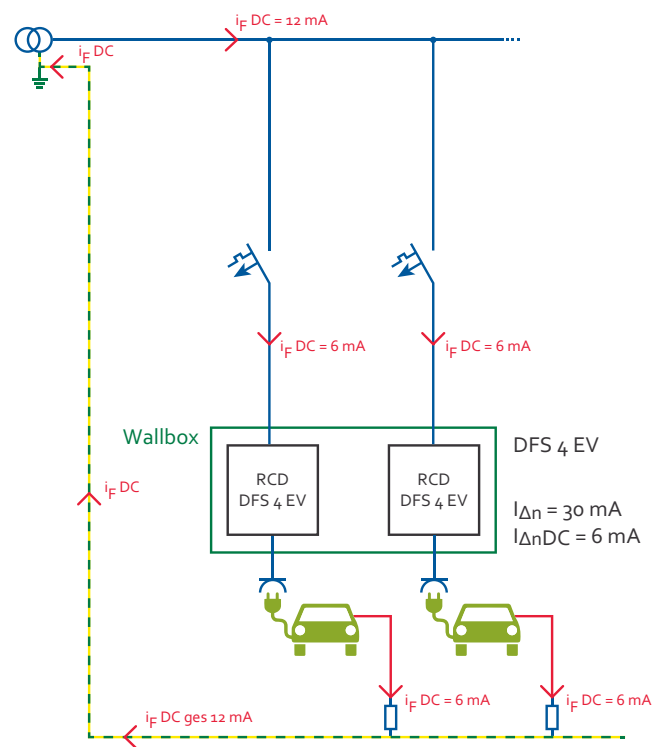 iF DC = 12 mA
iF DC
iF DC = 6 mA
iF DC = 6 mA
Wallbox
DFS 4 EV
RCD
DFS 4 EV
RCD
DFS 4 EV
iF DC
IΔn = 30 mA
IΔnDC = 6 mA
iF DC = 6 mA
iF DC = 6 mA
iF DC ges 12 mA